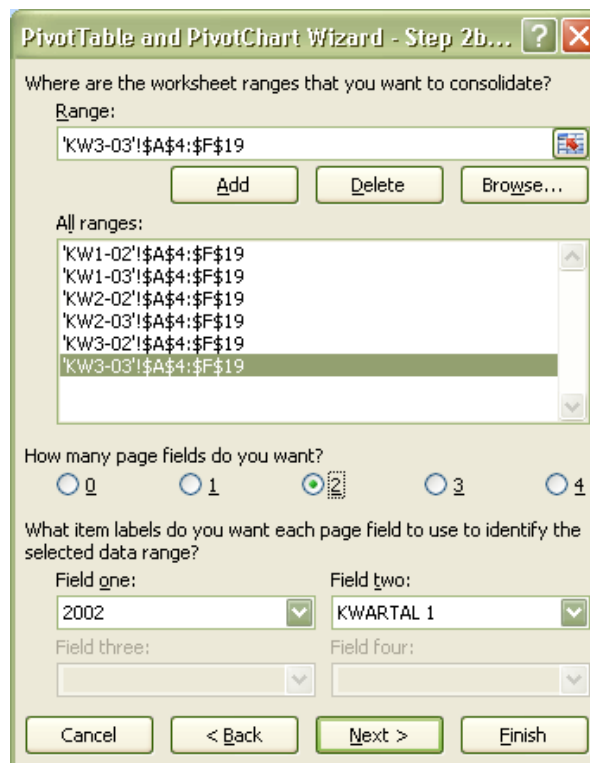 PivotTable and PivotChart Wizard - Step 2b... ?
Where are the worksheet ranges that you want to consolidate?
Range:
'KW3-03'!$A$4:$F$19
Add Delete Browse...
All ranges:
'KW1-02'!$A$4:$F$19
'KW1-03'!$A$4:$F$19
'KW2-02'!$A$4:$F$19
'KW2-03'!$A$4:$F$19
'KW3-02'!$A$4:$F$19
'KW3-03'!$A$4:$F$19
How many page fields do you want?
0 1 2 3 4
What item labels do you want each page field to use to identify the
selected data range?
Field one: Field two:
2002 KWARTAL 1
Field three: Field four:
Cancel < Back Next > Finish